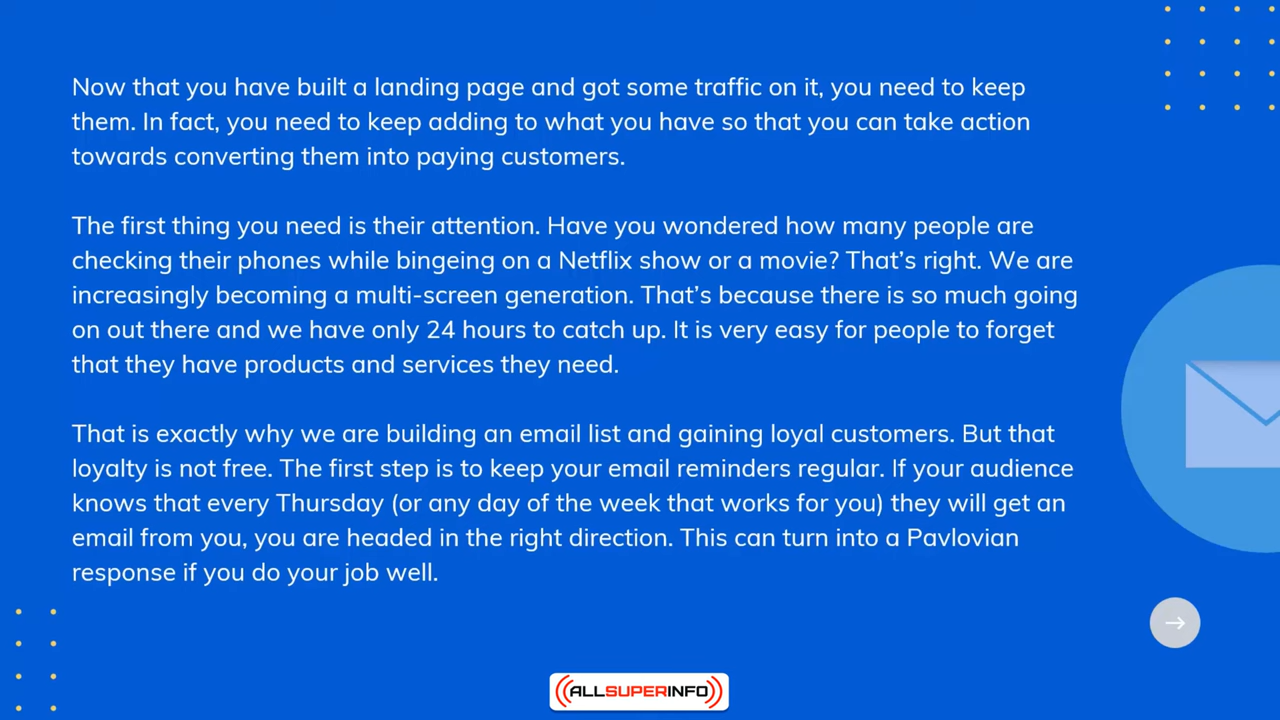 Now that you have built a landing page and got some traffic on it, you need to keep
them. In fact, you need to keep adding to what you have so that you can take action
towards converting them into paying customers.
The first thing you need is their attention. Have you wondered how many people are
checking their phones while bingeing on a Netflix show or a movie? That's right. We are
increasingly becoming a multi-screen generation. That's because there is so much going
on out there and we have only 24 hours to catch up. It is very easy for people to forget
that they have products and services they need.
That is exactly why we are building an email list and gaining loyal customers. But that
loyalty is not free. The first step is to keep your email reminders regular. If your audience
knows that every Thursday (or any day of the week that works for you) they will get an
email from you, you are headed in the right direction. This can turn into a Pavlovian
response if you do your job well.
ALLSUPERINFO